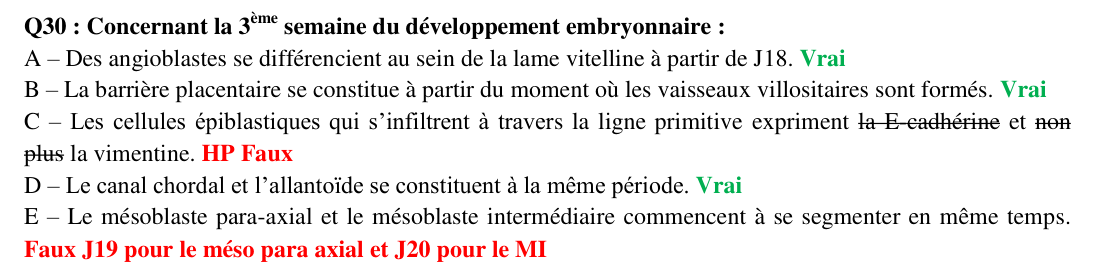 Q30 : Concernant la 3ème semaine du développement embryonnaire :
A – Des angioblastes se différencient au sein de la lame vitelline à partir de J18. Vrai
B – La barrière placentaire se constitue à partir du moment où les vaisseaux villositaires sont formés. Vrai
C – Les cellules épiblastiques qui s’infiltrent à travers la ligne primitive expriment la E-cadhérine et non
plus la vimentine. HP Faux
D – Le canal chordal et l’allantoïde se constituent à la même période. Vrai
E – Le mésoblaste para-axial et le mésoblaste intermédiaire commencent à se segmenter en même temps.
Faux J19 pour le méso para axial et J20 pour le MI